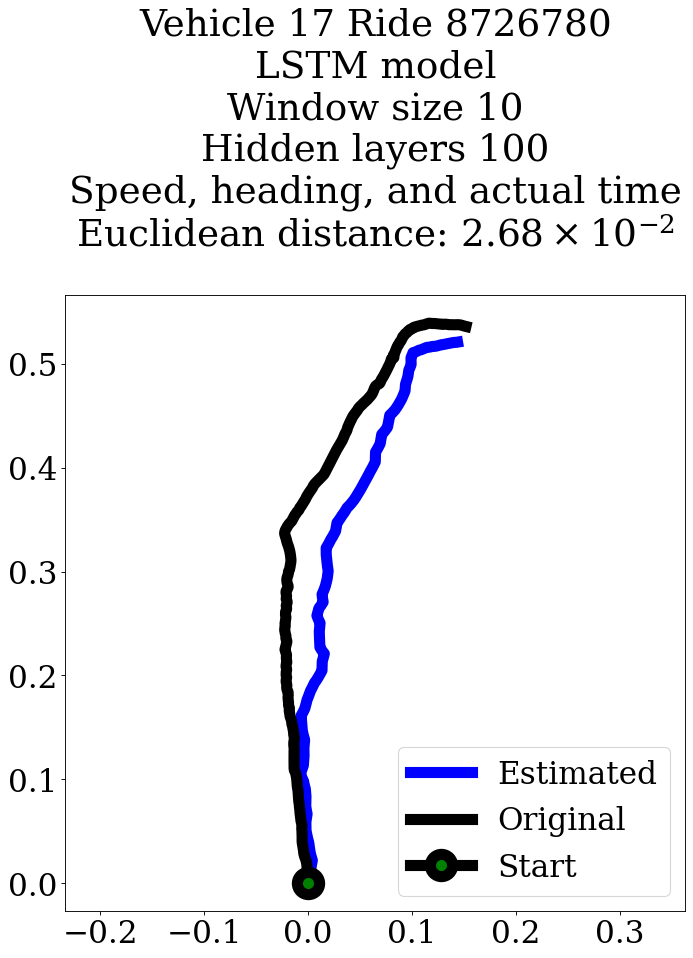 Vehicle 17 Ride 8726780
LSTM model
Window size 10
Hidden layers 100
Speed, heading, and actual time
Euclidean distance: 2.68 × 10⁻²
0.5
0.4
0.3
0.2
0.1
0.0
Estimated
Original
Start
−0.2 −0.1 0.0 0.1 0.2 0.3